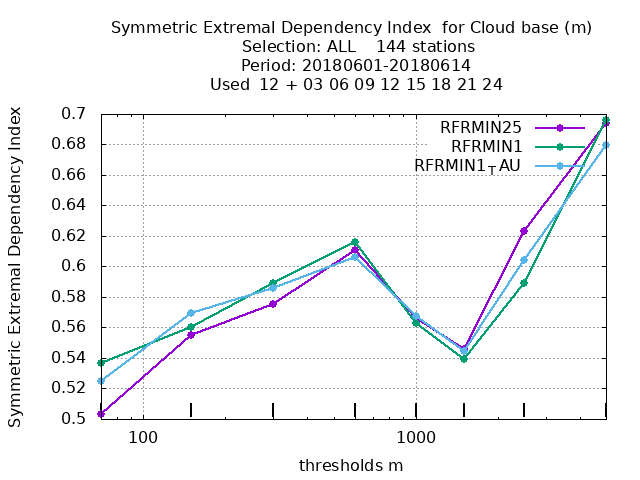 Symmetric Extremal Dependency Index  for Cloud base (m)
Selection: ALL    144 stations
Period: 20180601-20180614
Used  12 + 03 06 09 12 15 18 21 24
Symmetric Extremal Dependency Index
0.7
0.68
0.66
0.64
0.62
0.6
0.58
0.56
0.54
0.52
0.5
RFRMIN25
RFRMIN1
RFRMIN1TAU
100
1000
thresholds m